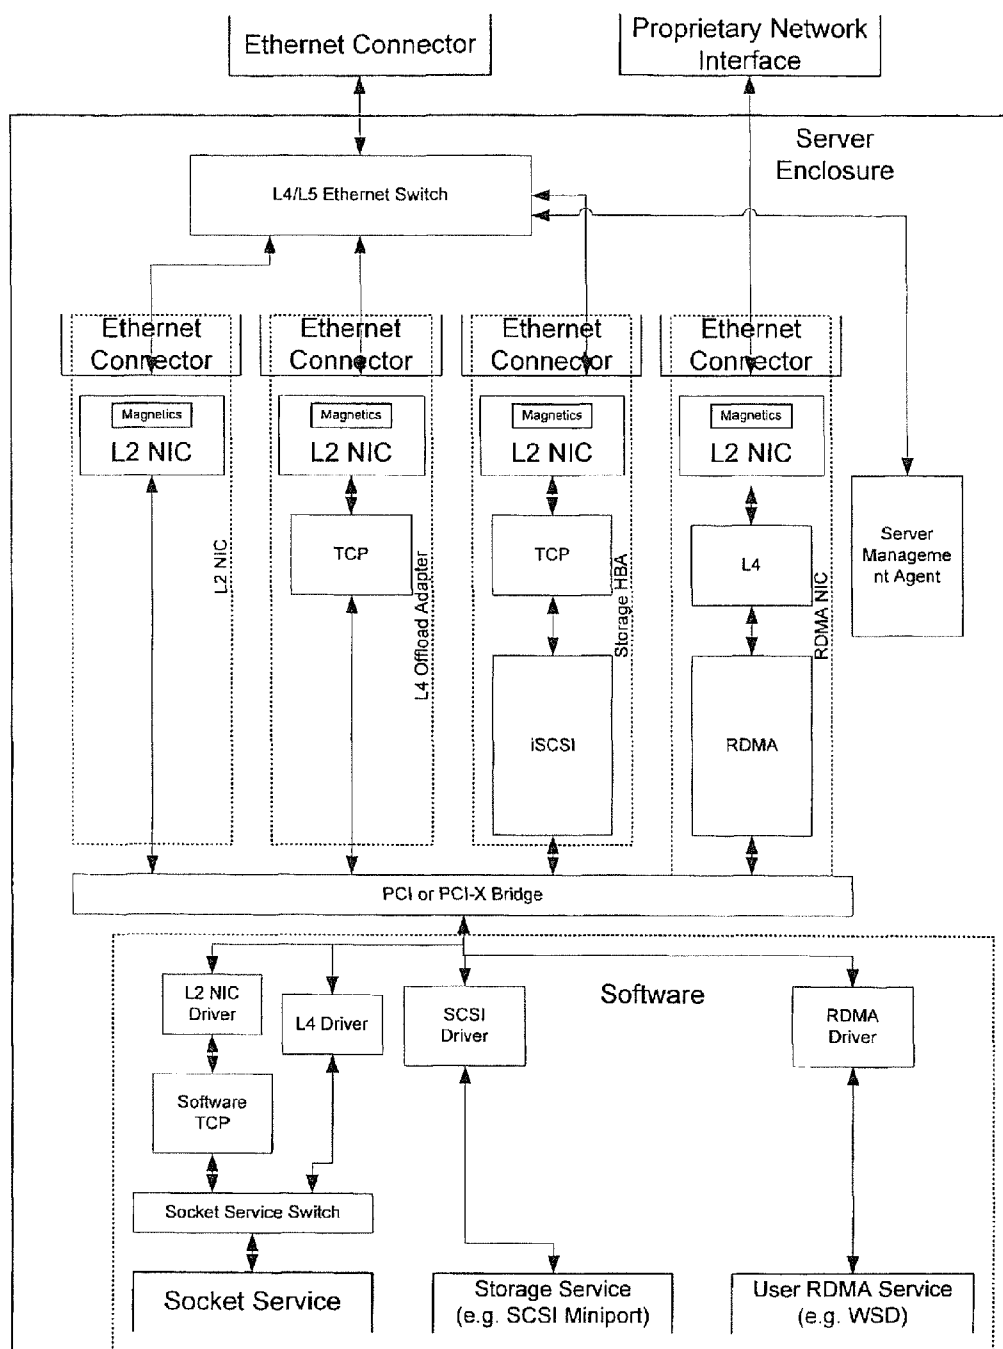 Ethernet Connector
Proprietary Network
Interface
Server
Enclosure
L4/L5 Ethernet Switch
Ethernet
Connector
Ethernet
Connector
Ethernet
Connector
Ethernet
Connector
Magnetics
L2 NIC
Magnetics
L2 NIC
Magnetics
L2 NIC
Magnetics
L2 NIC
L2 NIC
TCP
L4 Offload Adapter
TCP
Storage HBA
iSCSI
L4
RDMA NIC
RDMA
Server
Manageme
nt Agent
PCI or PCI-X Bridge
Software
L2 NIC
Driver
L4 Driver
SCSI
Driver
RDMA
Driver
Software
TCP
Socket Service Switch
Socket Service
Storage Service
(e.g. SCSI Miniport)
User RDMA Service
(e.g. WSD)